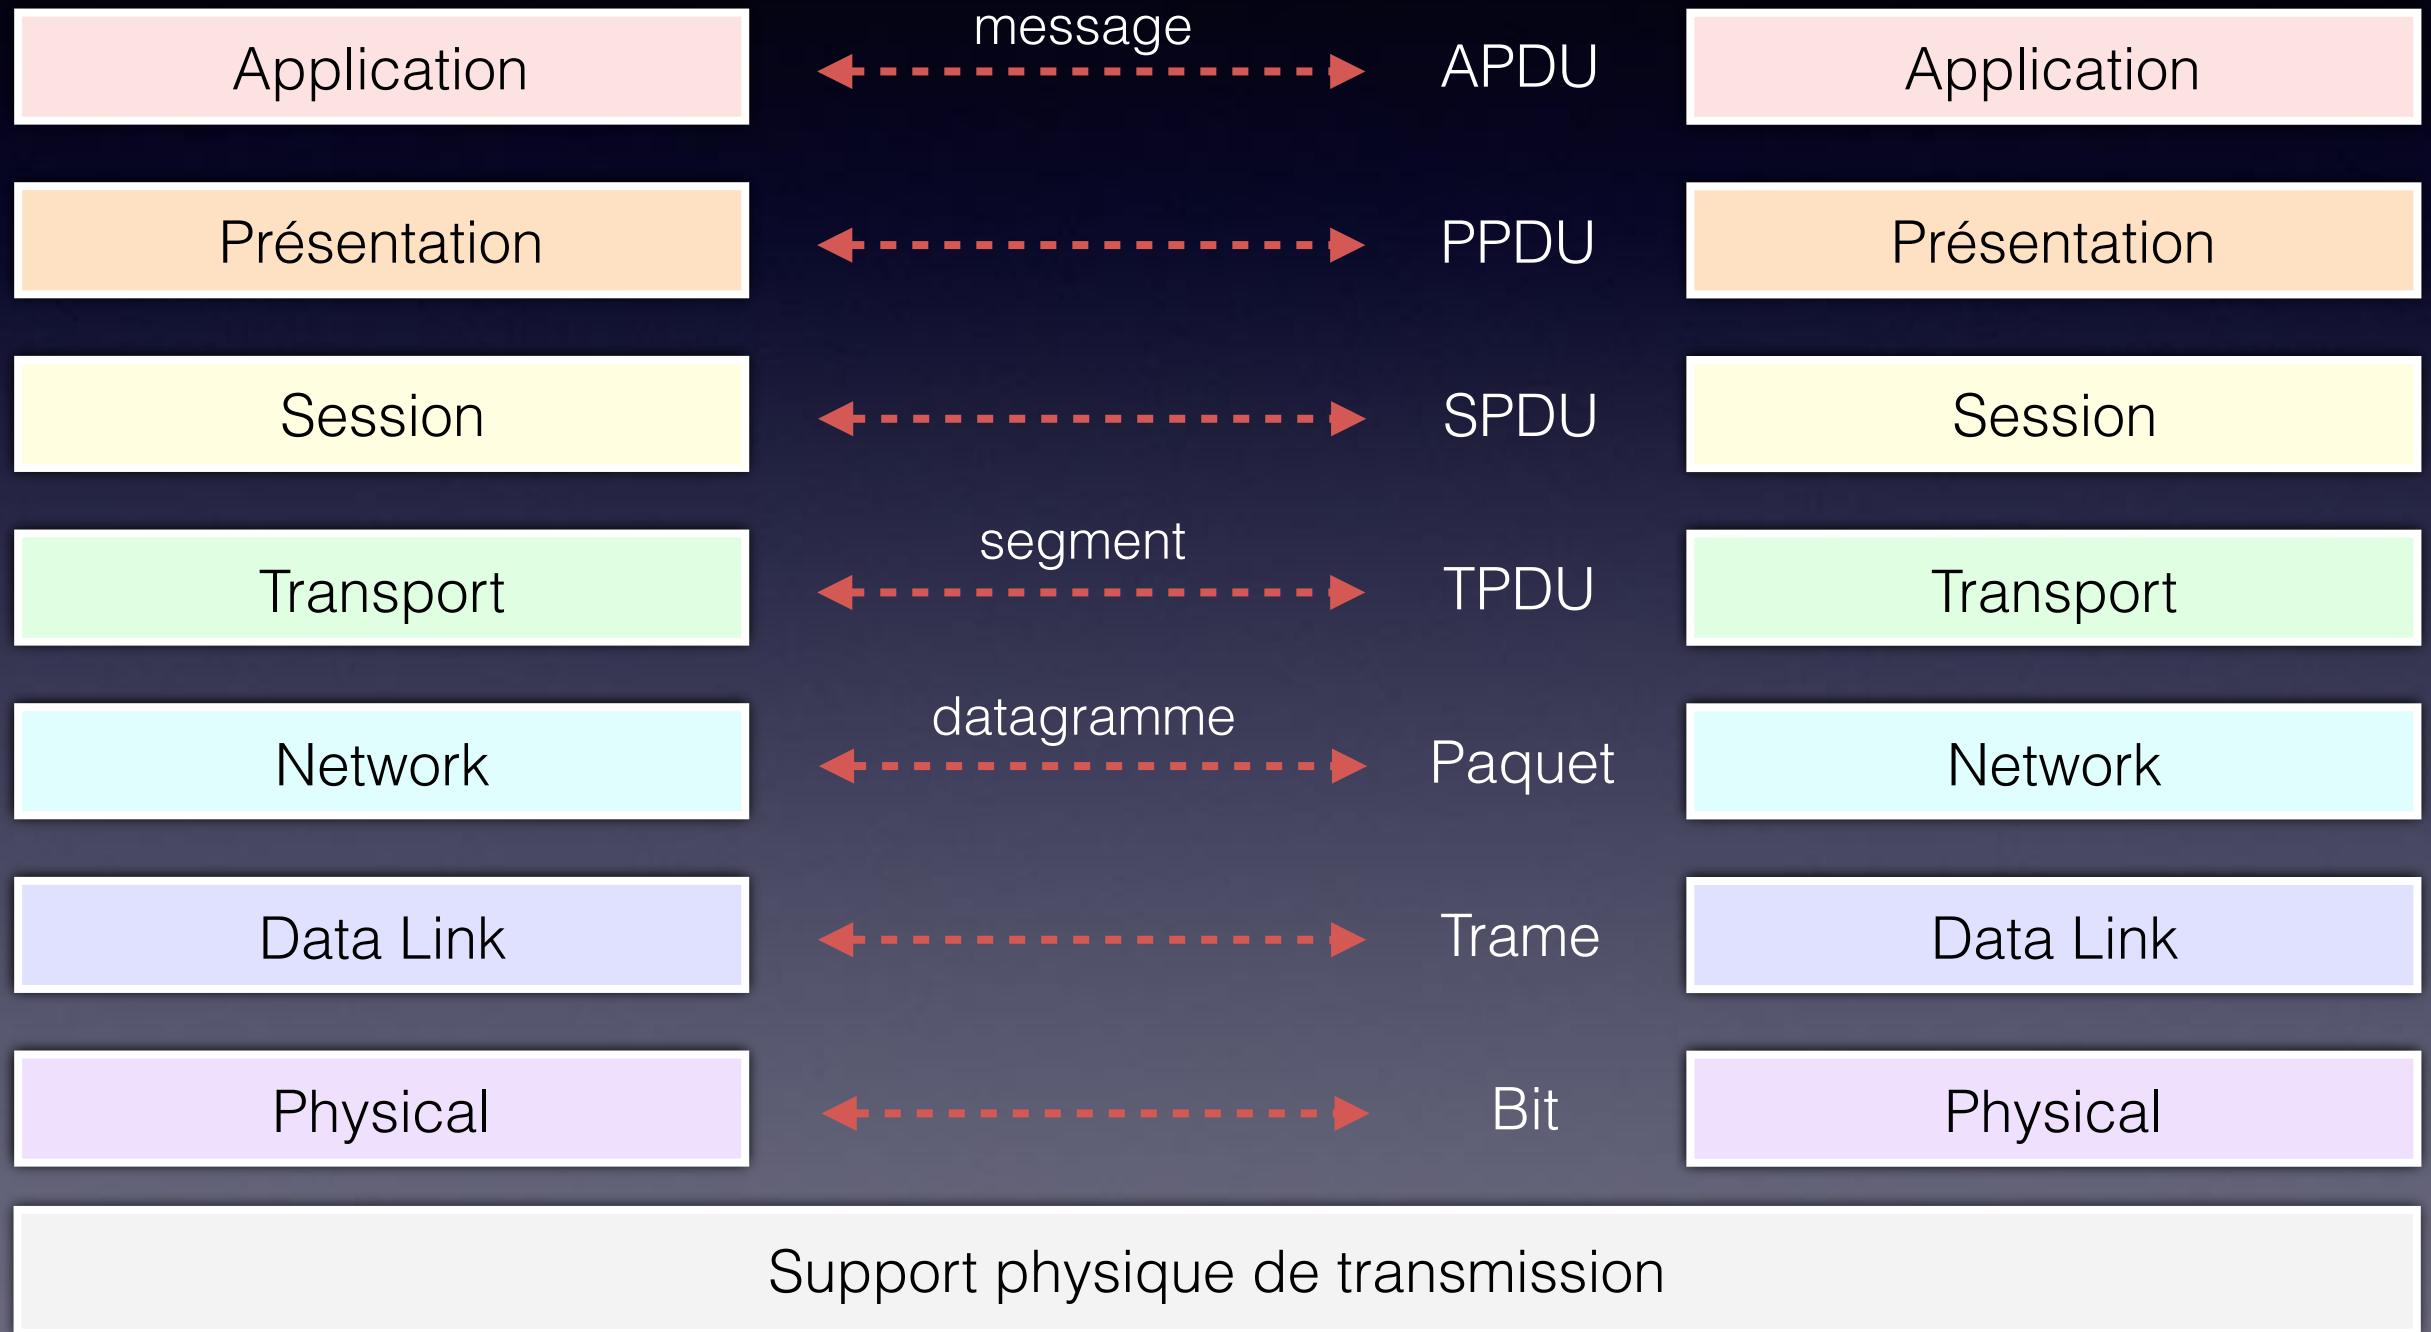 message
Application
APDU
Application
Présentation
PPDU
Présentation
Session
SPDU
Session
segment
Transport
TPDU
Transport
datagramme
Network
Paquet
Network
Data Link
Trame
Data Link
Physical
Bit
Physical
Support physique de transmission